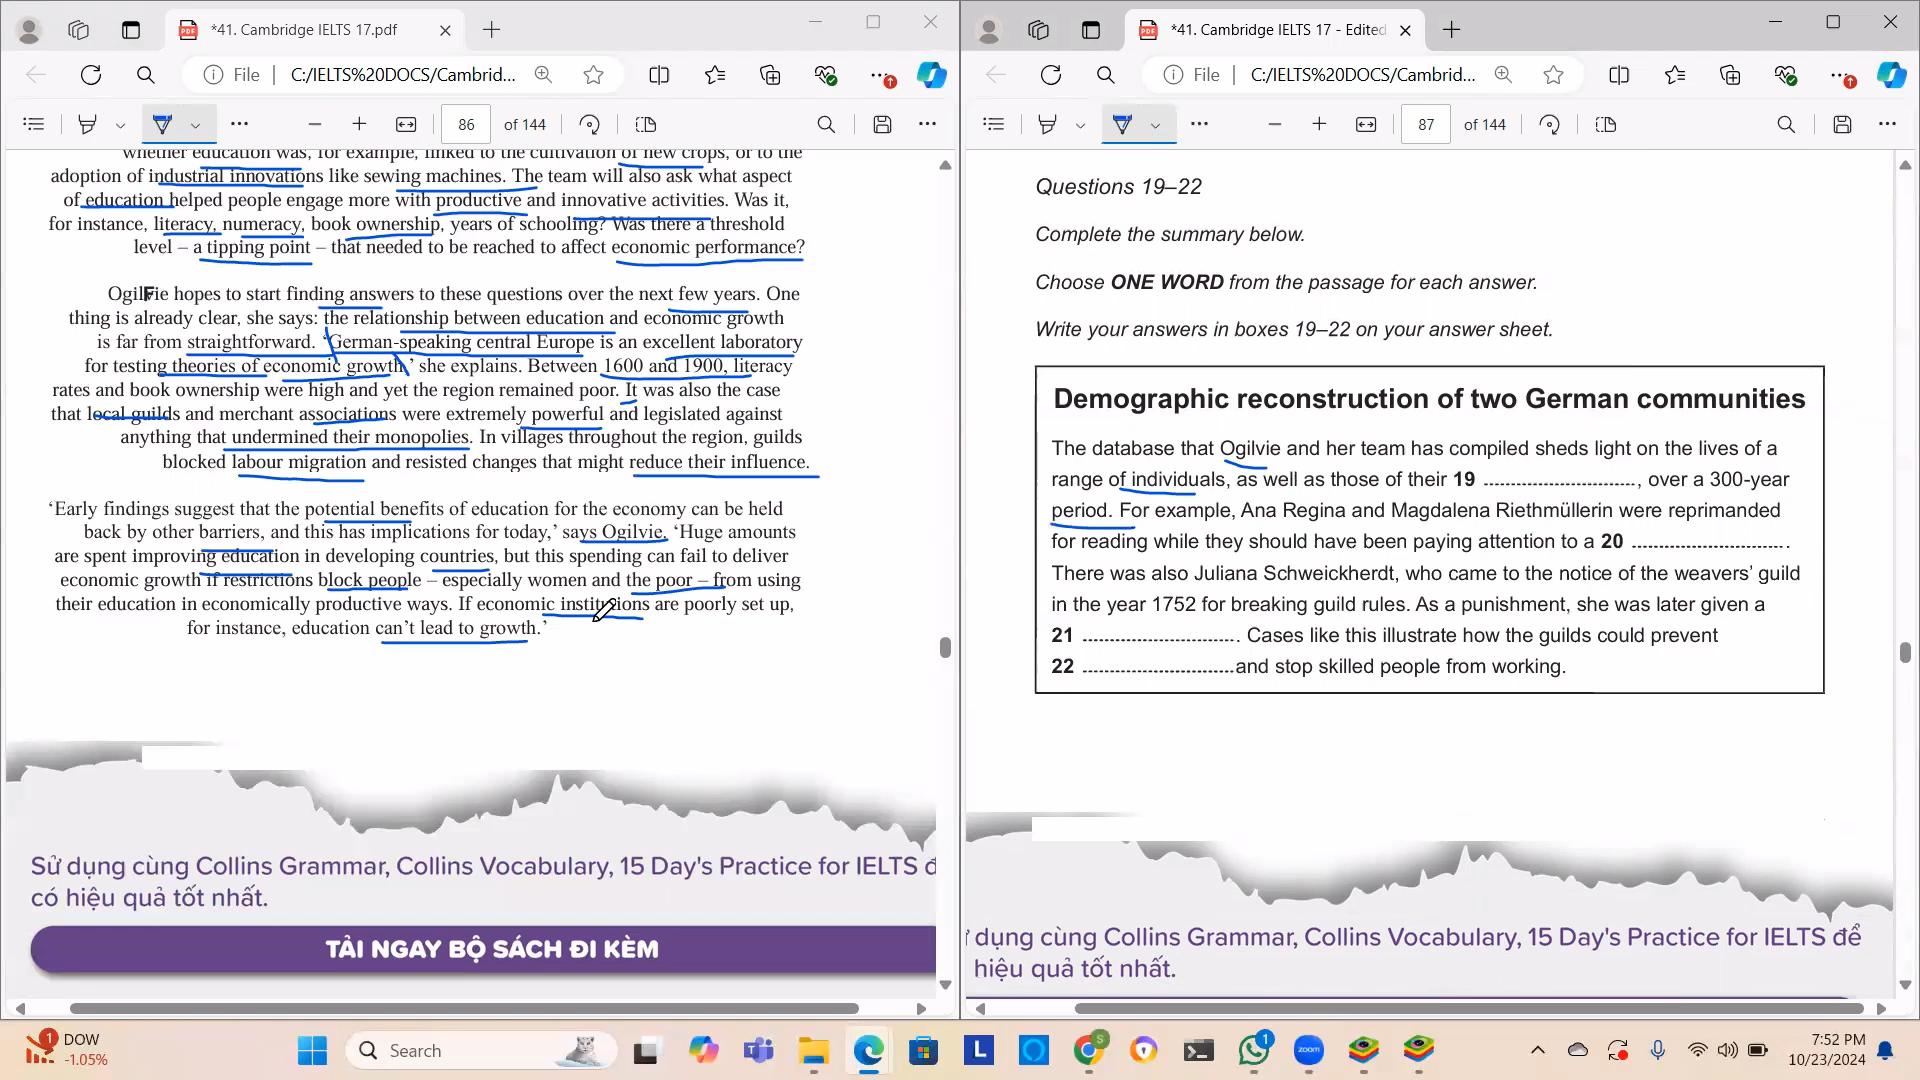 *41. Cambridge IELTS 17.pdf
File
C:/IELTS%20DOCS/Cambrid...
86 of 144
whether education was, for example, linked to the cultivation of new crops, or to the
adoption of industrial innovations like sewing machines. The team will also ask what aspect
of education helped people engage more with productive and innovative activities. Was it,
for instance, literacy, numeracy, book ownership, years of schooling? Was there a threshold
level – a tipping point – that needed to be reached to affect economic performance?
F
Ogilvie hopes to start finding answers to these questions over the next few years. One
thing is already clear, she says: the relationship between education and economic growth
is far from straightforward. ‘German-speaking central Europe is an excellent laboratory
for testing theories of economic growth,’ she explains. Between 1600 and 1900, literacy
rates and book ownership were high and yet the region remained poor. It was also the case
that local guilds and merchant associations were extremely powerful and legislated against
anything that undermined their monopolies. In villages throughout the region, guilds
blocked labour migration and resisted changes that might reduce their influence.
‘Early findings suggest that the potential benefits of education for the economy can be held
back by other barriers, and this has implications for today,’ says Ogilvie. ‘Huge amounts
are spent improving education in developing countries, but this spending can fail to deliver
economic growth if restrictions block people – especially women and the poor – from using
their education in economically productive ways. If economic institutions are poorly set up,
for instance, education can’t lead to growth.’
Sử dụng cùng Collins Grammar, Collins Vocabulary, 15 Day's Practice for IELTS đ
có hiệu quả tốt nhất.
TẢI NGAY BỘ SÁCH ĐI KÈM
*41. Cambridge IELTS 17 - Edited
File
C:/IELTS%20DOCS/Cambrid...
87 of 144
Questions 19–22
Complete the summary below.
Choose ONE WORD from the passage for each answer.
Write your answers in boxes 19–22 on your answer sheet.
Demographic reconstruction of two German communities
The database that Ogilvie and her team has compiled sheds light on the lives of a
range of individuals, as well as those of their 19 ............................, over a 300-year
period. For example, Ana Regina and Magdalena Riethmüllerin were reprimanded
for reading while they should have been paying attention to a 20 ............................ .
There was also Juliana Schweickherdt, who came to the notice of the weavers’ guild
in the year 1752 for breaking guild rules. As a punishment, she was later given a
21 ............................ . Cases like this illustrate how the guilds could prevent
22 ............................ and stop skilled people from working.
dụng cùng Collins Grammar, Collins Vocabulary, 15 Day's Practice for IELTS để
hiệu quả tốt nhất.
1
DOW
-1.05%
Search
L
S
1
zoom
7:52 PM
10/23/2024